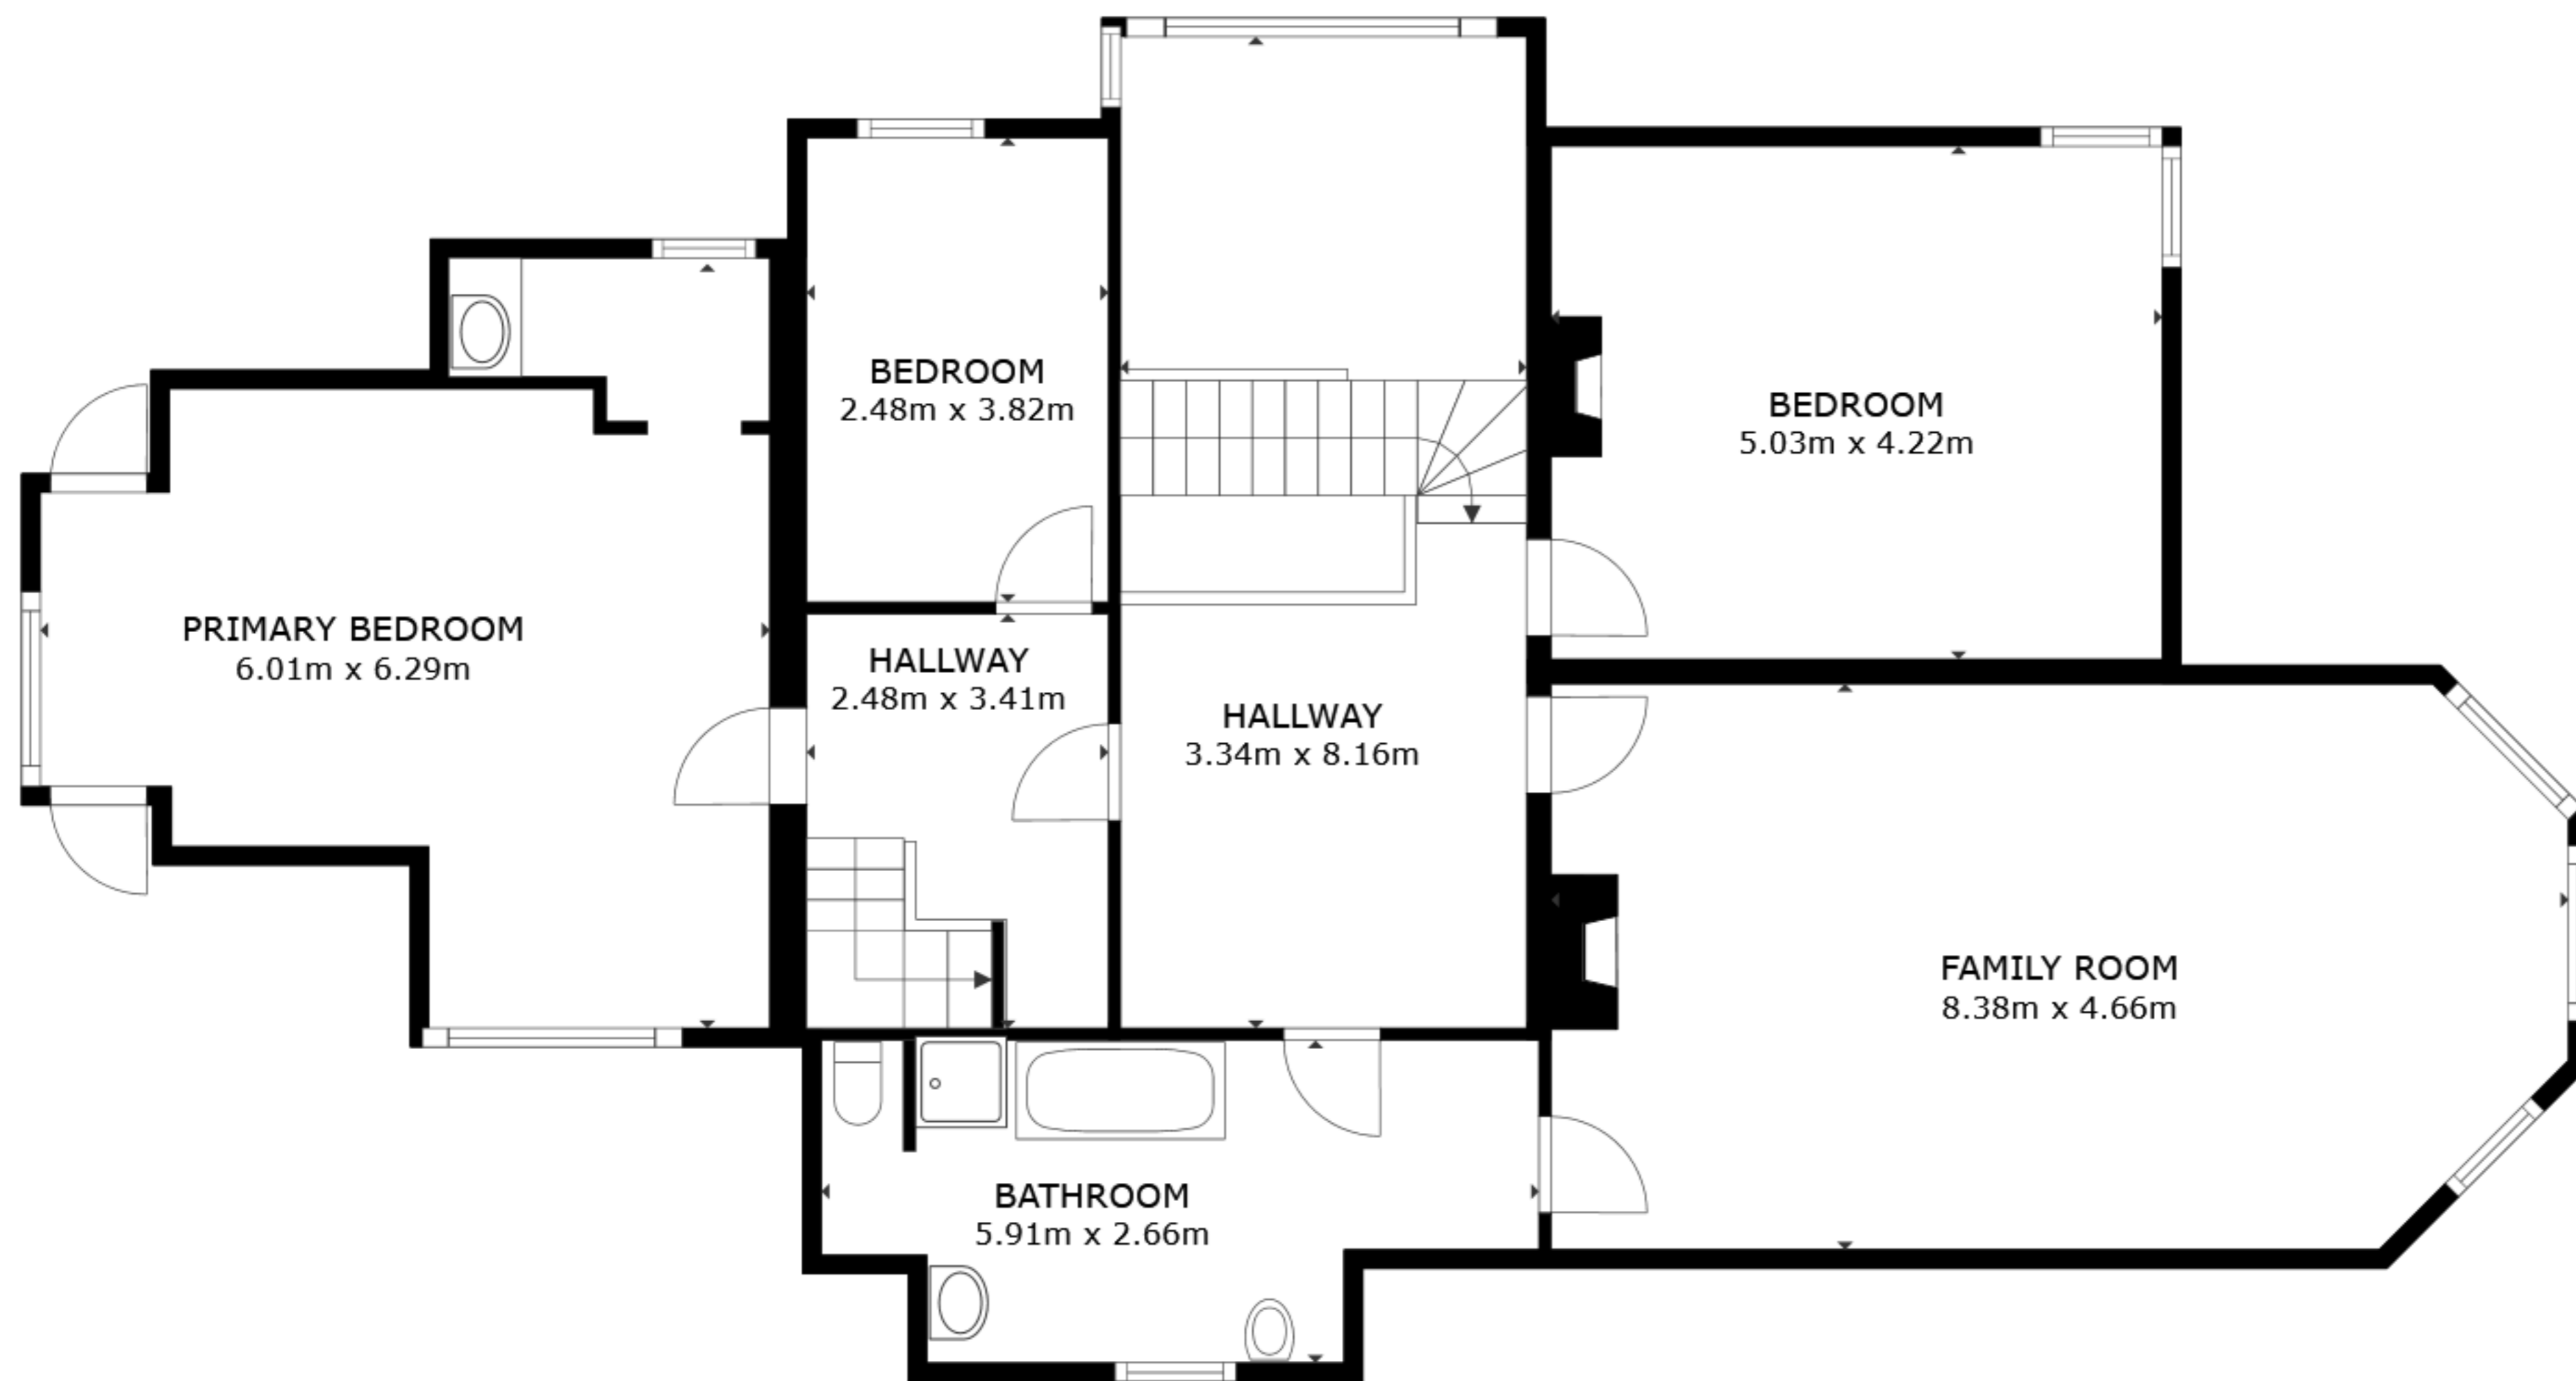 BEDROOM
2.48m x 3.82m
BEDROOM
5.03m x 4.22m
PRIMARY BEDROOM
6.01m x 6.29m
HALLWAY
2.48m x 3.41m
HALLWAY
3.34m x 8.16m
FAMILY ROOM
8.38m x 4.66m
BATHROOM
5.91m x 2.66m